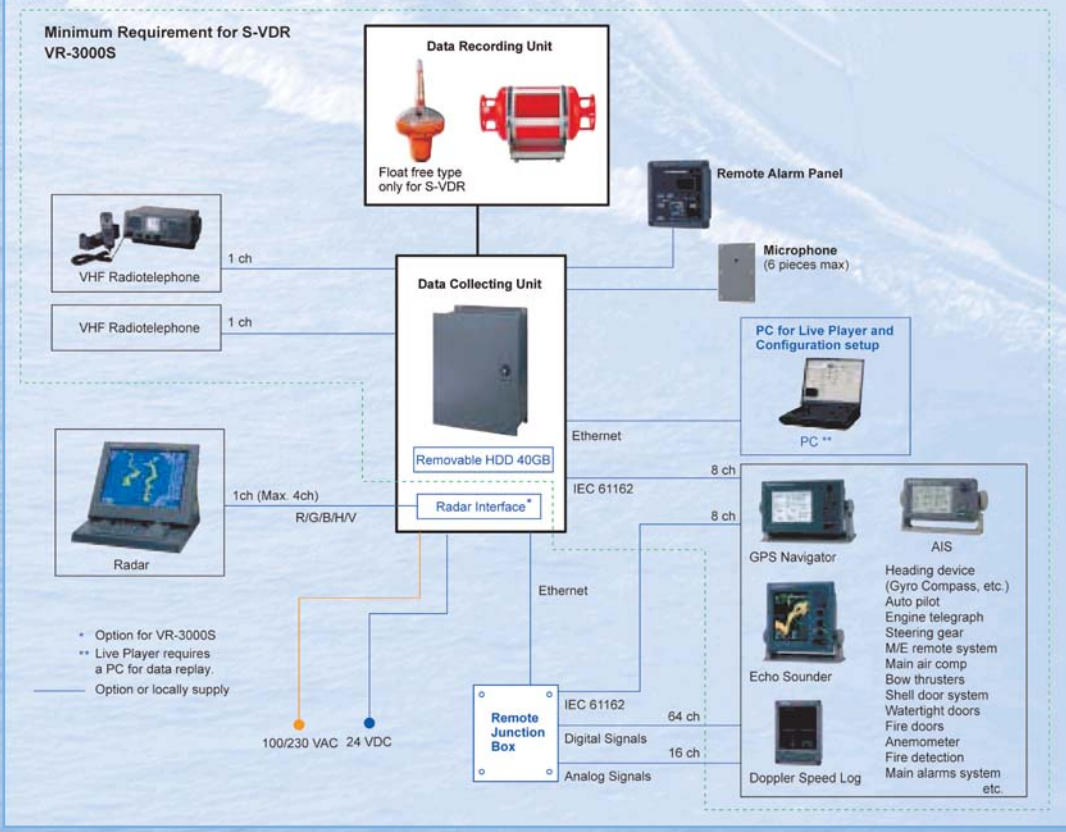 Minimum Requirement for S-VDR
VR-3000S
Data Recording Unit
Float free type
only for S-VDR
Remote Alarm Panel
Microphone
(6 pieces max)
VHF Radiotelephone
1 ch
VHF Radiotelephone
1 ch
Data Collecting Unit
Removable HDD 40GB
Radar Interface*
PC for Live Player and
Configuration setup
PC **
Ethernet
IEC 61162
8 ch
8 ch
Radar
1ch (Max. 4ch)
R/G/B/H/V
Ethernet
* Option for VR-3000S
** Live Player requires
a PC for data replay.
Option or locally supply
100/230 VAC
24 VDC
Remote
Junction
Box
IEC 61162
Digital Signals
64 ch
Analog Signals
16 ch
GPS Navigator
Echo Sounder
Doppler Speed Log
AIS
Heading device
(Gyro Compass, etc.)
Auto pilot
Engine telegraph
Steering gear
M/E remote system
Main air comp
Bow thrusters
Shell door system
Watertight doors
Fire doors
Anemometer
Fire detection
Main alarms system
etc.